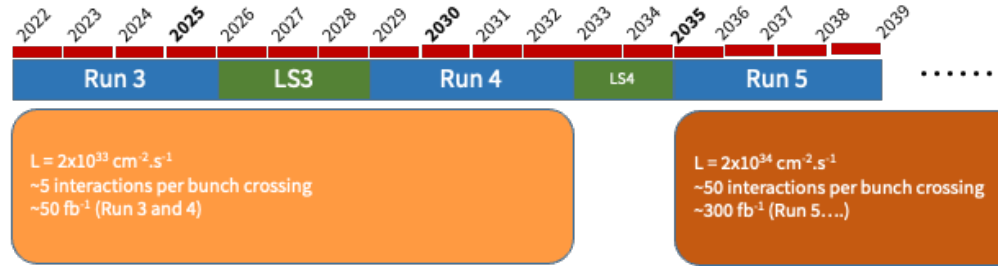 2022 2023 2024 2025 2026 2027 2028 2029 2030 2031 2032 2033 2034 2035 2036 2037 2038 2039
Run 3 LS3 Run 4 LS4 Run 5 .......
L = 2x10³³ cm⁻².s⁻¹
~5 interactions per bunch crossing
~50 fb⁻¹ (Run 3 and 4)
L = 2x10³⁴ cm⁻².s⁻¹
~50 interactions per bunch crossing
~300 fb⁻¹ (Run 5....)